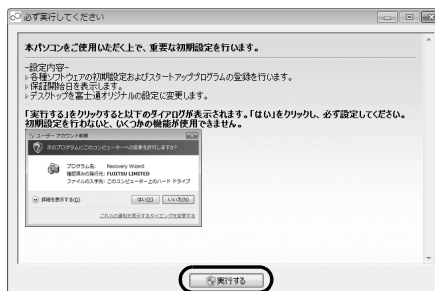 必ず実行してください
本パソコンをご使用いただく上で、重要な初期設定を行います。
-設定内容-
▷各種ソフトウェアの初期設定およびスタートアッププログラムの登録を行います。
▷保証開始日を表示します。
▷デスクトップを富士通オリジナルの設定に変更します。
「実行する」をクリックすると以下のダイアログが表示されます。「はい」をクリックし、必ず設定してください。
初期設定を行わないと、いくつかの機能が使用できません。
ユーザー アカウント制御
次のプログラムにこのコンピューターへの変更を許可しますか?
プログラム名: Recovery Wizard
確認済みの発行元: FUJITSU LIMITED
ファイルの入手先: このコンピューター上のハード ドライブ
詳細を表示する(D)
はい(Y)
いいえ(N)
これらの通知を表示するタイミングを変更する
実行する